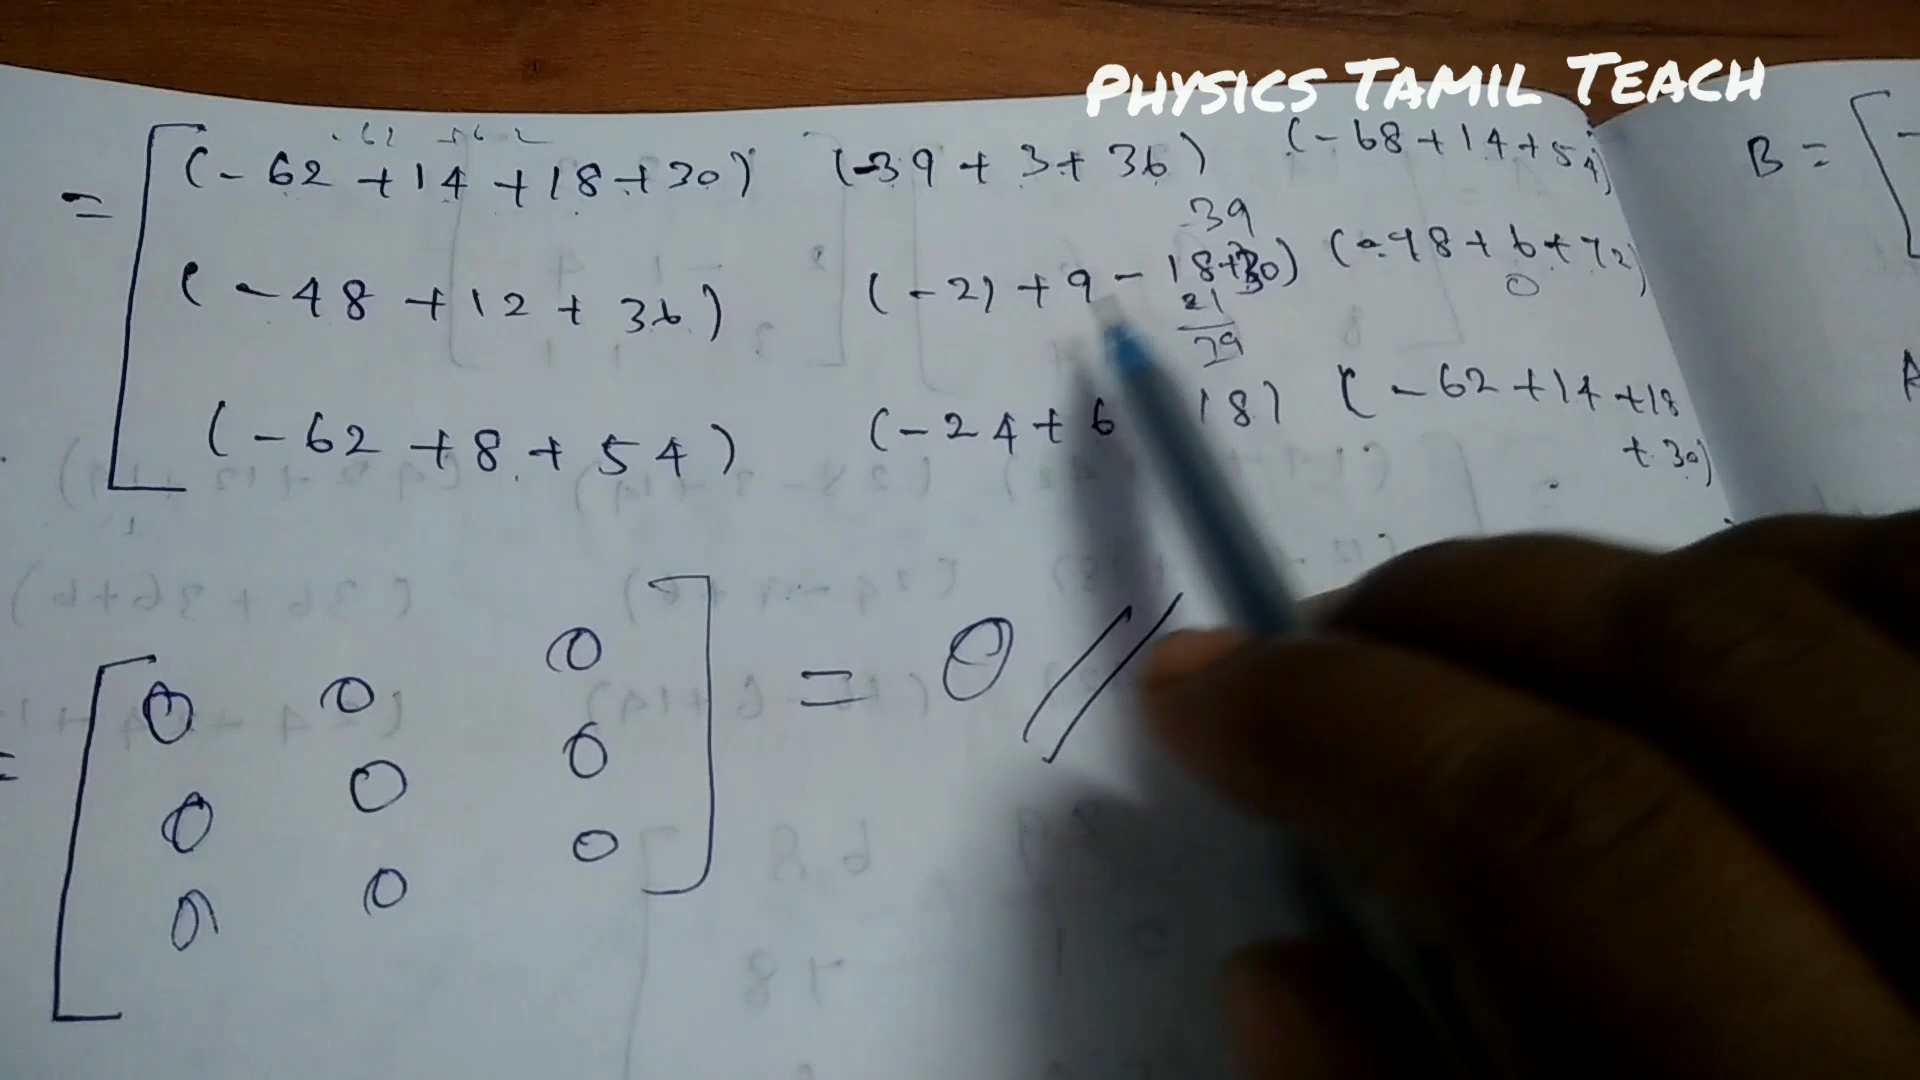 PHYSICS TAMIL TEACH
= [ (-62 +14 +18+30) (-39 + 3+ 36) (-68+14+54)
39
(-48 +12 + 36) (-21 +9 - 18+30) (-48+6+72) B =
0
21
39
(-62 +8 + 54) (-24+6 18) (-62 +14 +18
+30)
= [ 0 0 0 ] = 0 //
0 0 0
0 0 0